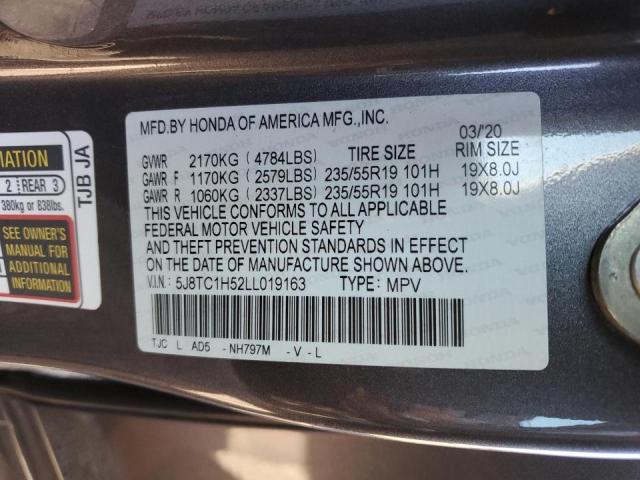 MFD.BY HONDA OF AMERICA MFG.,INC. 03/'20
GVWR 2170KG ( 4784LBS) TIRE SIZE RIM SIZE
GAWR F 1170KG ( 2579LBS) 235/55R19 101H 19X8.0J
GAWR R 1060KG ( 2337LBS) 235/55R19 101H 19X8.0J
THIS VEHICLE CONFORMS TO ALL APPLICABLE
FEDERAL MOTOR VEHICLE SAFETY
AND THEFT PREVENTION STANDARDS IN EFFECT
ON THE DATE OF MANUFACTURE SHOWN ABOVE.
V.I.N.: 5J8TC1H52LL019163 TYPE: MPV
TJC L AD5 - NH797M - V - L
MATION
2 REAR 3
380kg or 838lbs.
SEE OWNER'S
MANUAL FOR
ADDITIONAL
INFORMATION
TJB JA